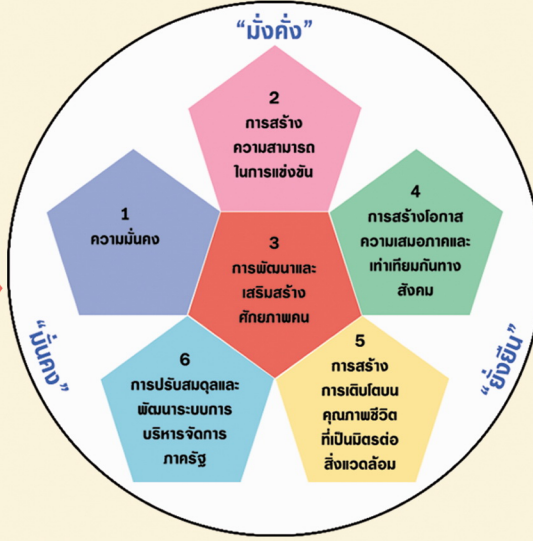 “มั่งคั่ง”
2
การสร้าง
ความสามารถ
ในการแข่งขัน
1
ความมั่นคง
3
การพัฒนาและ
เสริมสร้าง
ศักยภาพคน
4
การสร้างโอกาส
ความเสมอภาคและ
เท่าเทียมกันทาง
สังคม
“มั่นคง”
6
การปรับสมดุลและ
พัฒนาระบบการ
บริหารจัดการ
ภาครัฐ
5
การสร้าง
การเติบโตบน
คุณภาพชีวิต
ที่เป็นมิตรต่อ
สิ่งแวดล้อม
“ยั่งยืน”